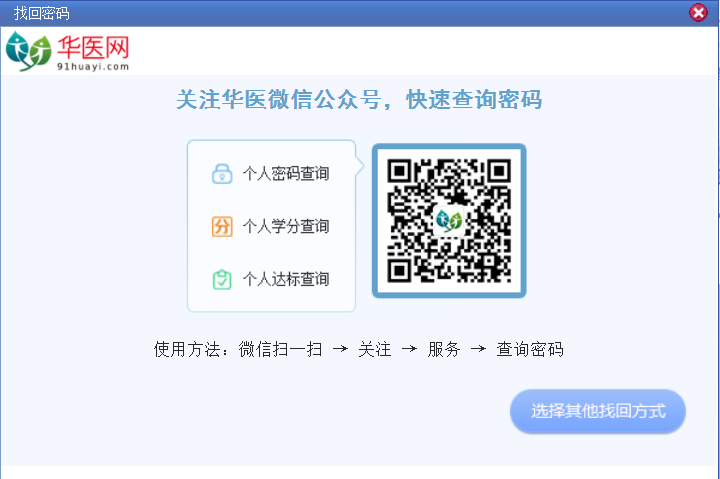 找回密码
华医网
91huayi.com
关注华医微信公众号，快速查询密码
个人密码查询
分 个人学分查询
个人达标查询
使用方法：微信扫一扫 → 关注 → 服务 → 查询密码
选择其他找回方式